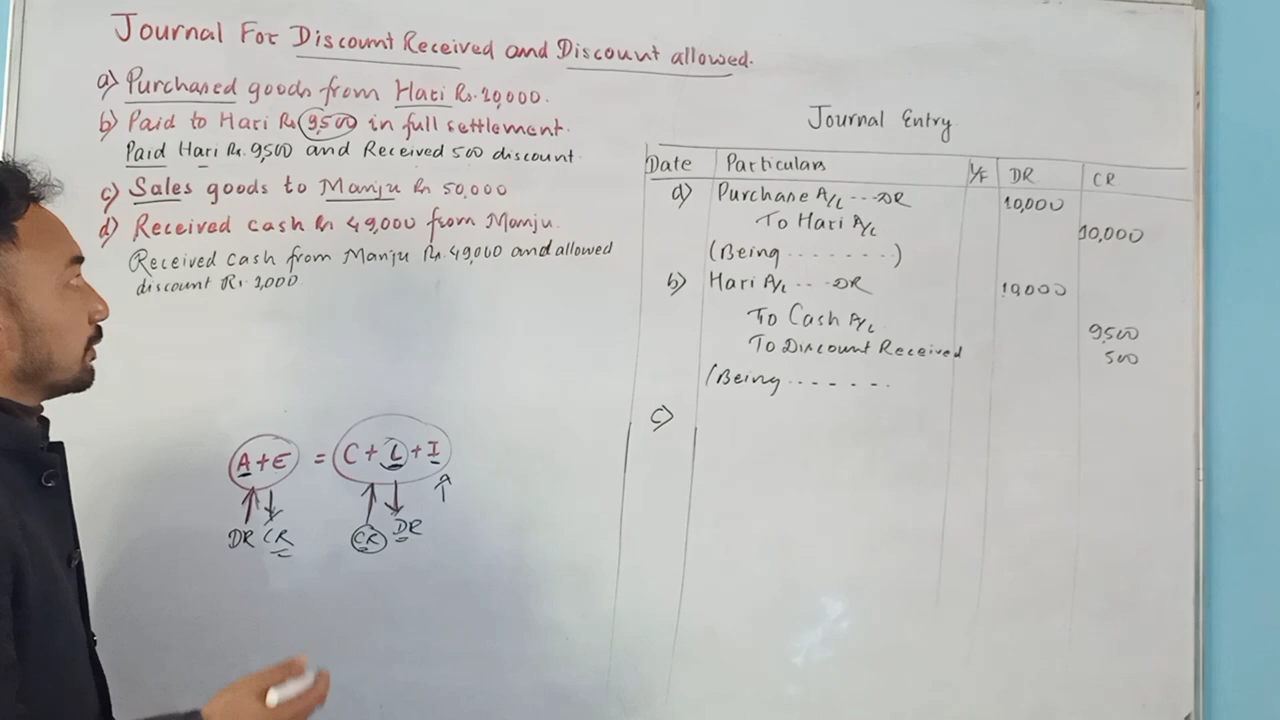 Journal For Discount Received and Discount allowed.
a) Purchased goods from Hari Rs. 10,000.
b) Paid to Hari Rs 9,500 in full settlement.
Paid Hari Rs. 9,500 and Received 500 discount.
c) Sales goods to Manju Rs 50,000
d) Received cash Rs 49,000 from Manju.
Received cash from Manju Rs. 49,000 and allowed
discount Rs. 1,000
A+E = C+L+I
DR CR CR DR
Journal Entry
Date Particulars L/F DR CR
a) Purchase A/c ---DR 10,000
To Hari A/c 10,000
(Being .......)
b) Hari A/c --- DR 10,000
To Cash A/c 9,500
To Discount Received 500
(Being .......
c)